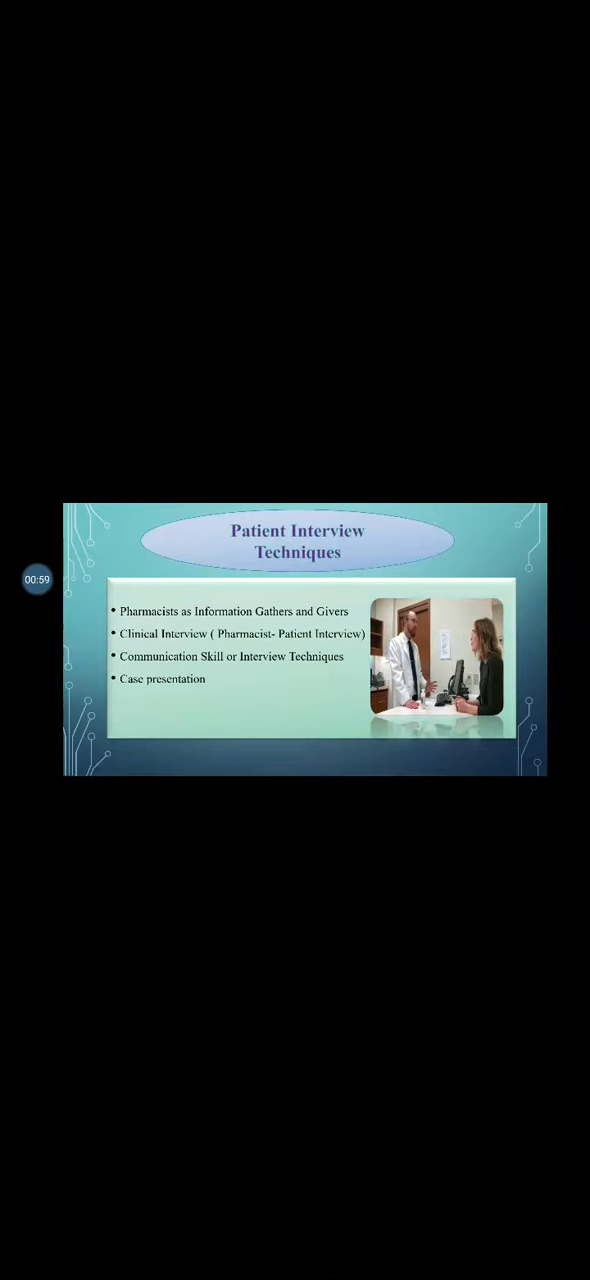 Patient Interview
Techniques
00:59
• Pharmacists as Information Gathers and Givers
• Clinical Interview ( Pharmacist- Patient Interview)
• Communication Skill or Interview Techniques
• Case presentation